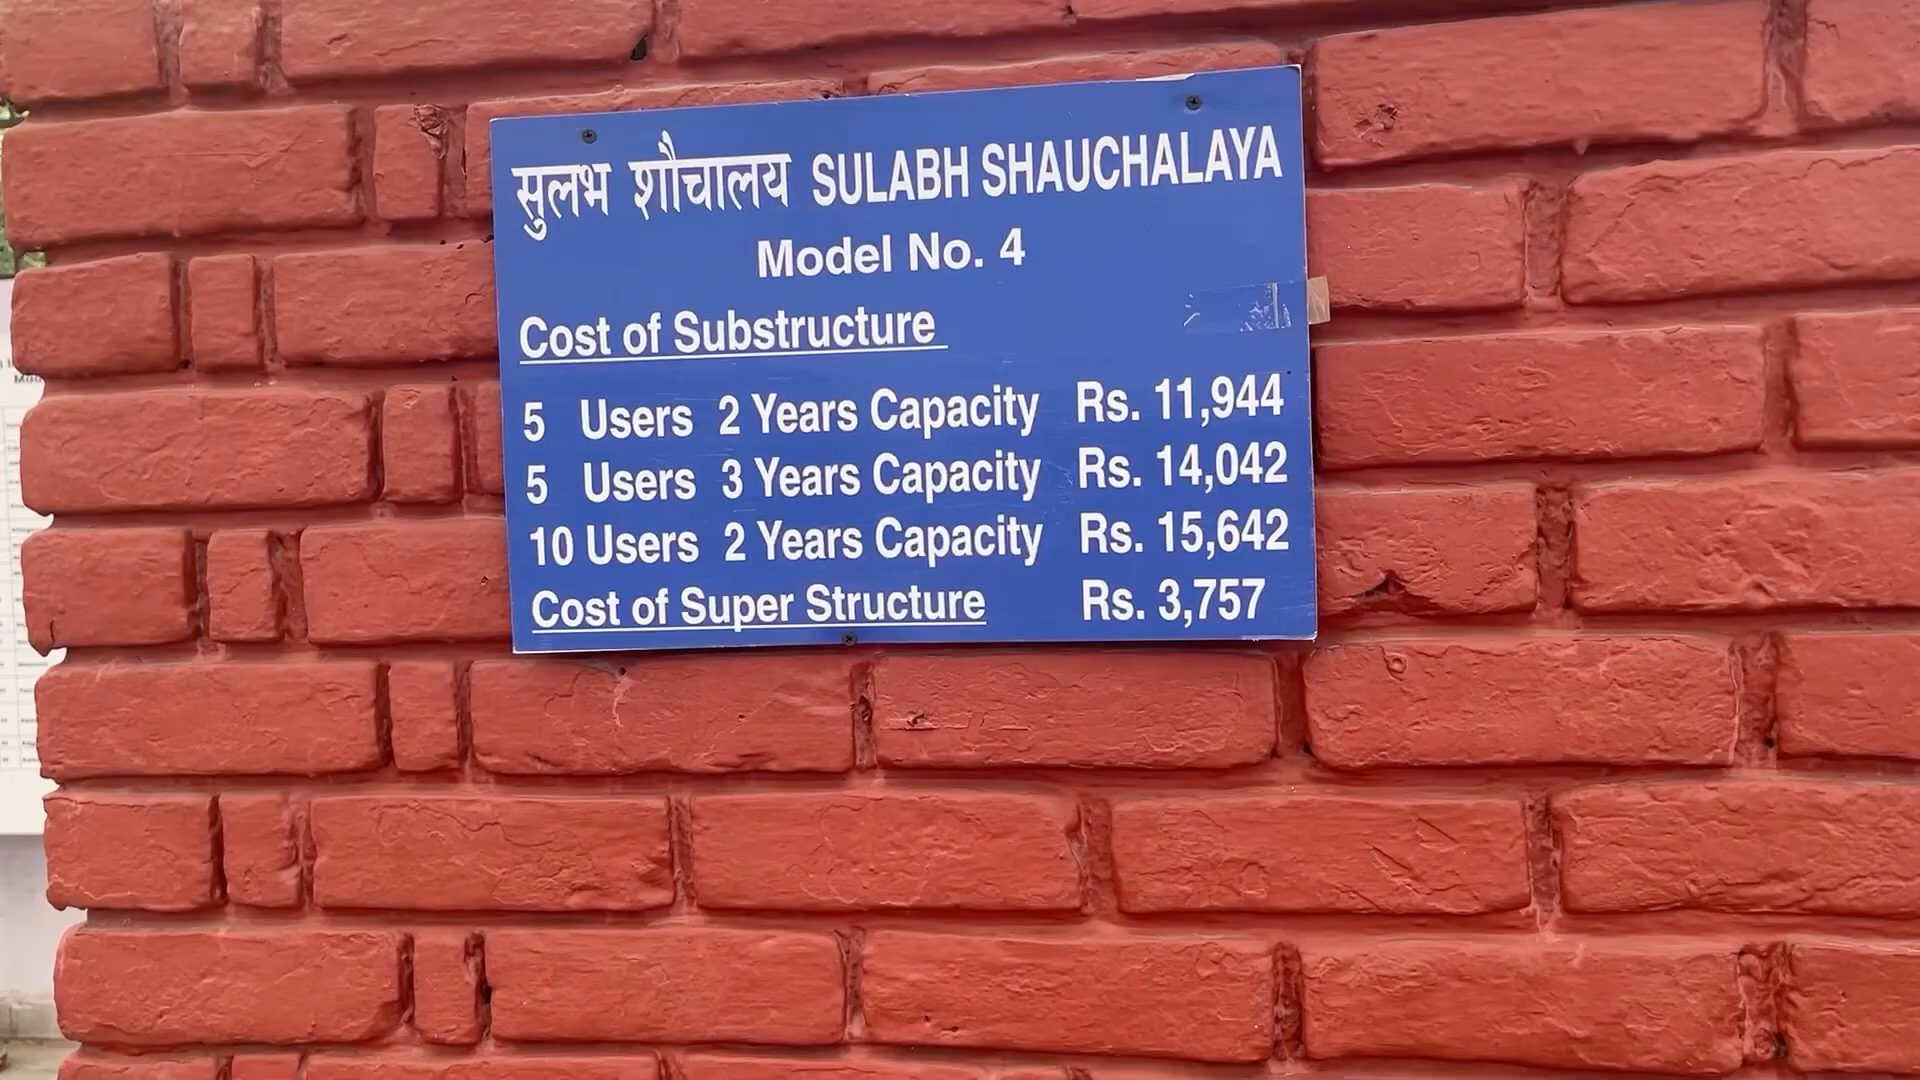 सुलभ शौचालय SULABH SHAUCHALAYA
Model No. 4
Cost of Substructure
5 Users 2 Years Capacity Rs. 11,944
5 Users 3 Years Capacity Rs. 14,042
10 Users 2 Years Capacity Rs. 15,642
Cost of Super Structure Rs. 3,757